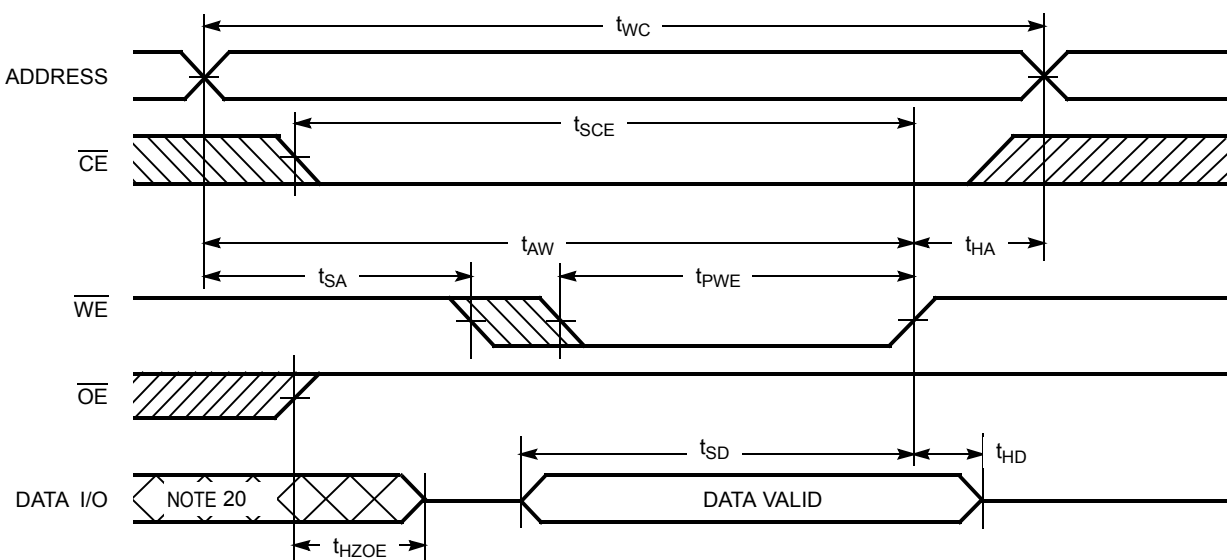 tWC
ADDRESS
tSCE
CE
tAW
tHA
tSA
tPWE
WE
OE
tSD
tHD
DATA I/O
NOTE 20
DATA VALID
tHZOE